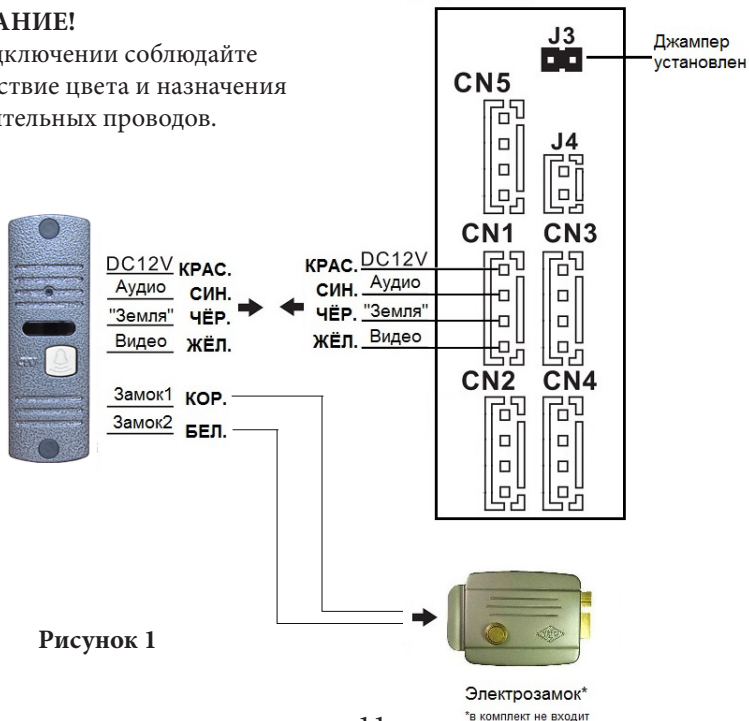 АНИЕ!
дключении соблюдайте
ствие цвета и назначения
ительных проводов.
J3
Джампер
установлен
CN5
J4
CN1 CN3
DC12V КРАС.
Аудио СИН.
"Земля" ЧЁР.
Видео ЖЁЛ.
КРАС. DC12V
СИН. Аудио
ЧЁР. "Земля"
ЖЁЛ. Видео
CN2 CN4
Замок1 КОР.
Замок2 БЕЛ.
Рисунок 1
Электрозамок*
*в комплект не входит